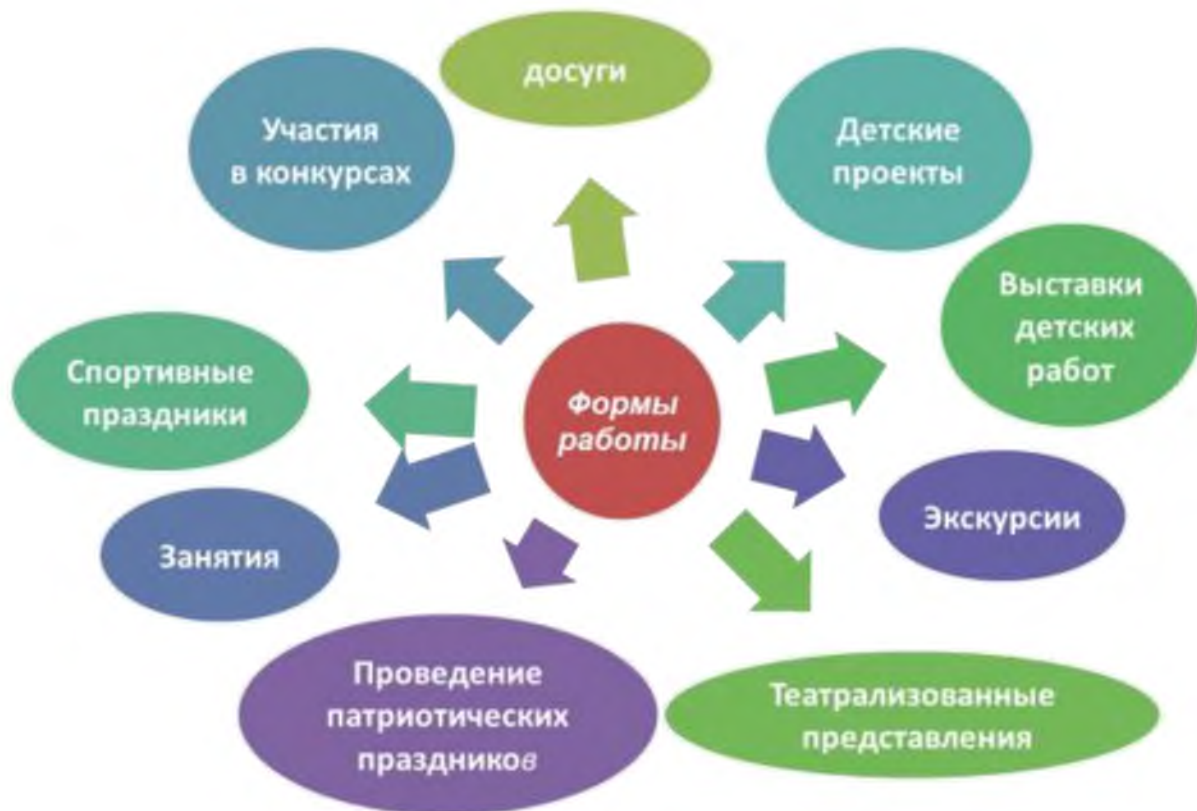 досуги
Участия
в конкурсах
Детские
проекты
Выставки
детских
работ
Спортивные
праздники
Формы
работы
Экскурсии
Занятия
Проведение
патриотических
праздников
Театрализованные
представления